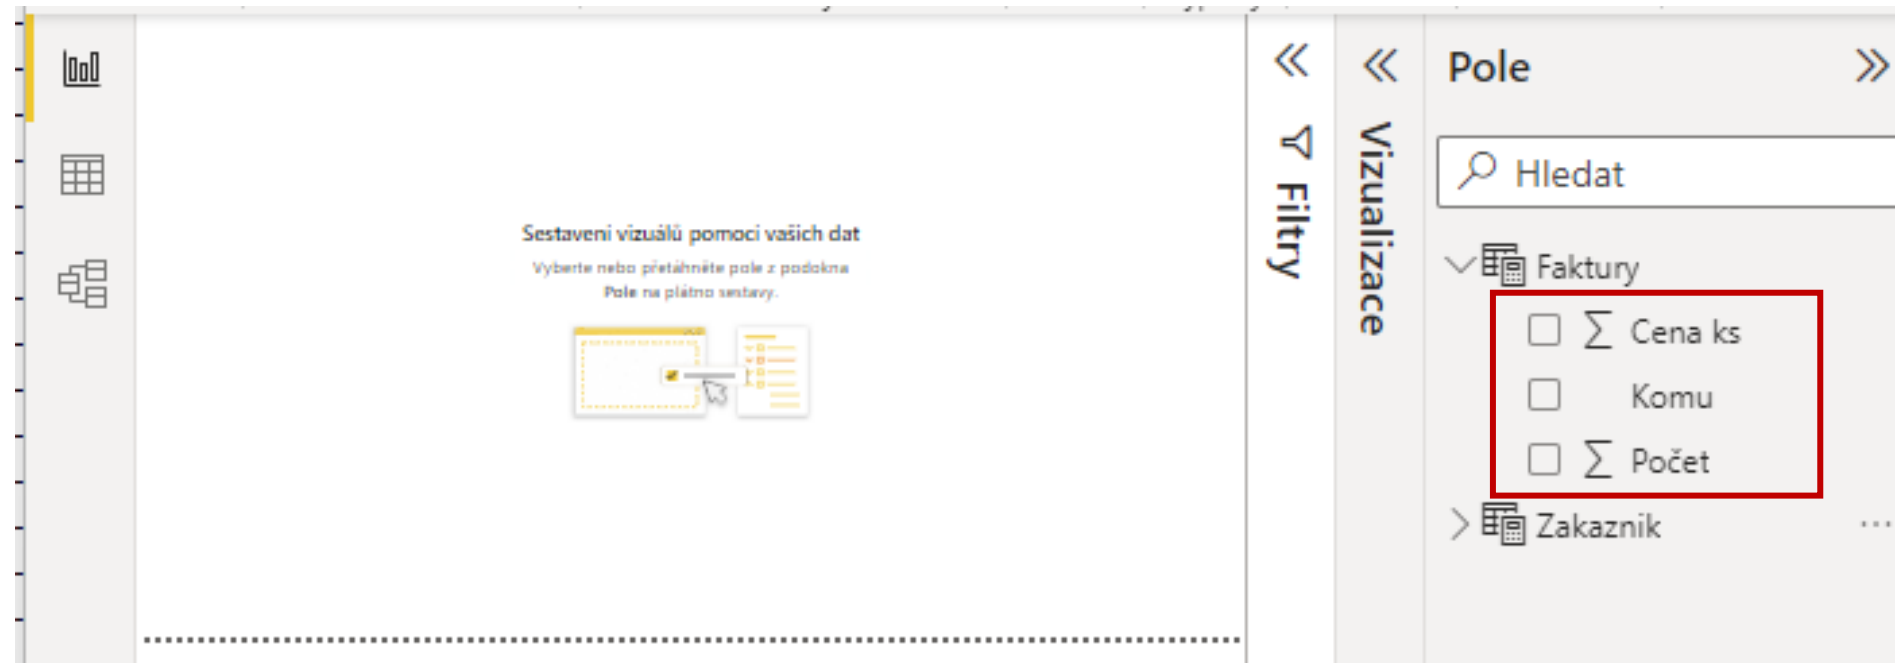 Sestavení vizuálů pomocí vašich dat
Vyberte nebo přetáhněte pole z podokna
Pole na plátno sestavy.
Filtry
Vizualizace
Pole
Hledat
Faktury
Σ Cena ks
Komu
Σ Počet
Zakaznik